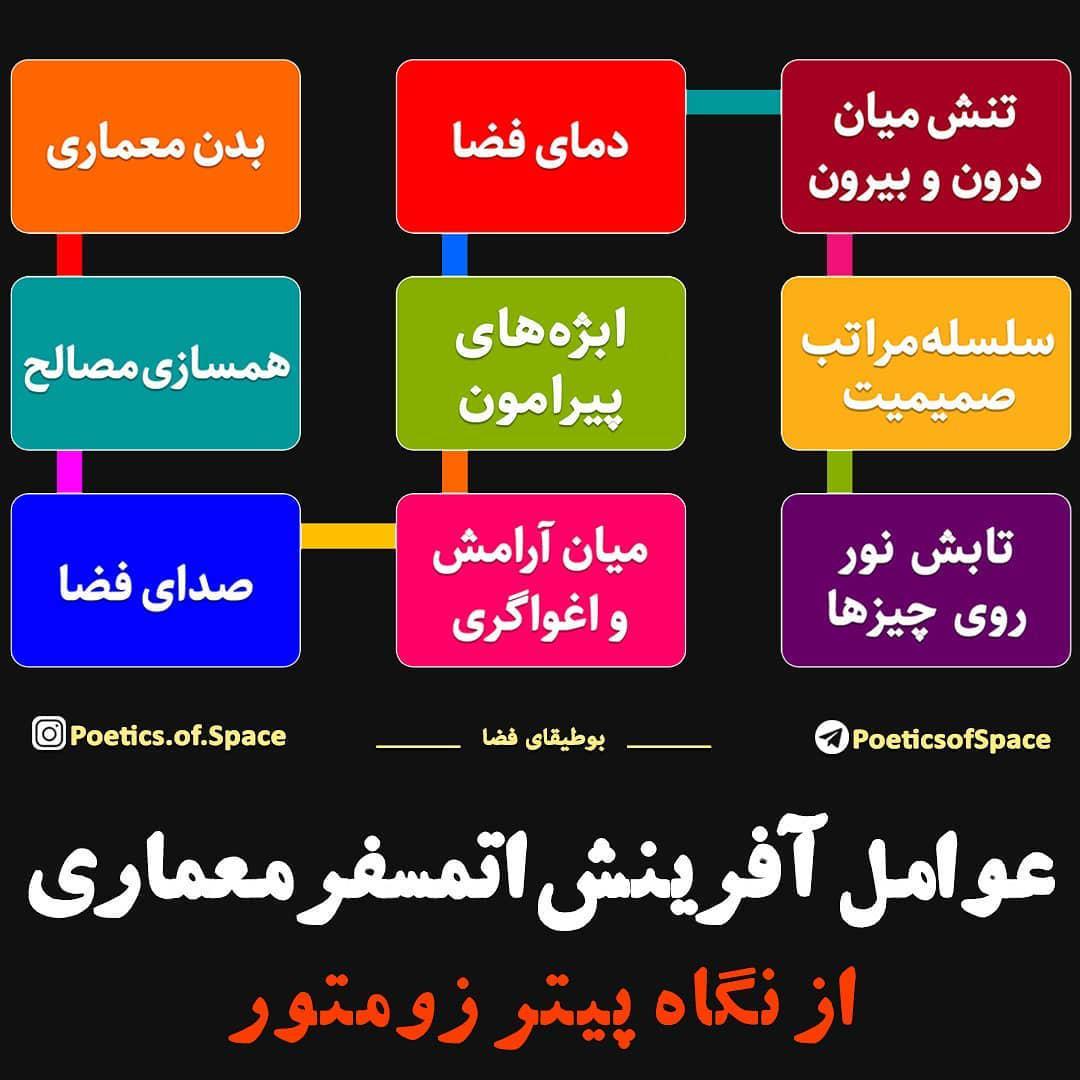 بدن معماری
همسازی مصالح
صدای فضا
میان آرامش
و اغواگری
ابژه‌های
پیرامون
دمای فضا
تنش میان
درون و بیرون
سلسله‌مراتب
صمیمیت
تابش نور
روی چیزها
Poetics.of.Space
بوطیقای فضا
PoeticsofSpace
عوامل آفرینش اتمسفر معماری
از نگاه پیتر زومتور